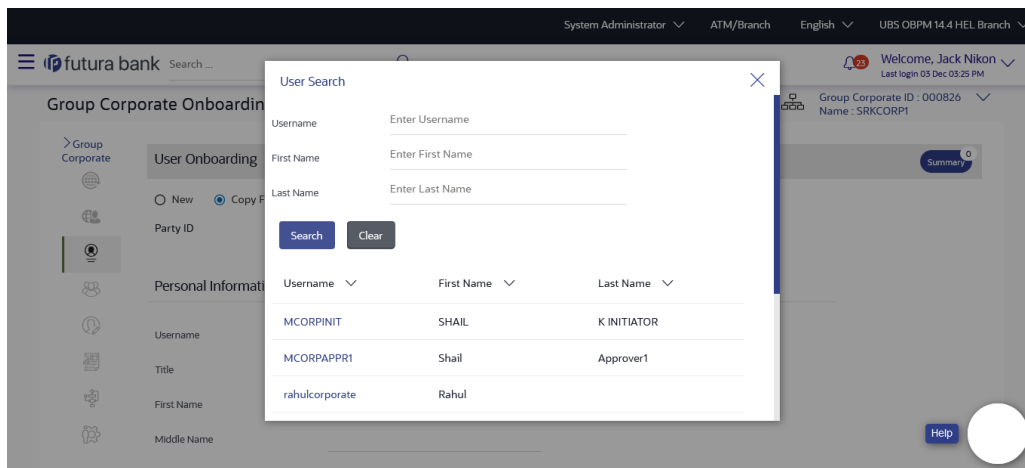 System Administrator ATM/Branch English UBS OBPM 14.4 HEL Branch
futura bank Search ... 23 Welcome, Jack Nikon
Last login 03 Dec 03:25 PM
Group Corporate Onboardin
Group Corporate ID : 000826
Name : SRKCORP1
User Search
Username Enter Username
First Name Enter First Name
Last Name Enter Last Name
Search Clear
Username First Name Last Name
MCORPINIT SHAIL K INITIATOR
MCORPAPPR1 Shail Approver1
rahulcorporate Rahul
> Group
Corporate
User Onboarding
Summary 0
New Copy F
Party ID
Personal Informati
Username
Title
First Name
Middle Name
Help